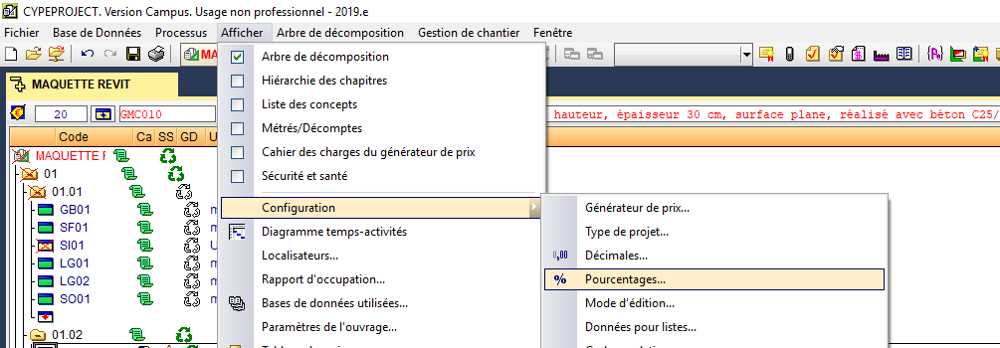 CYPEPROJECT. Version Campus. Usage non professionnel - 2019.e
Fichier Base de Données Processus Afficher Arbre de décomposition Gestion de chantier Fenêtre
MA
MAQUETTE REVIT
20 GMC010 hauteur, épaisseur 30 cm, surface plane, réalisé avec béton C25/
Code Ca SS GD U
MAQUETTE F
01
01.01
GB01 m
SF01 m
SI01 U
LG01 m
LG02 m
SO01 m
01.02
Arbre de décomposition
Hiérarchie des chapitres
Liste des concepts
Métrés/Décomptes
Cahier des charges du générateur de prix
Sécurité et santé
Configuration
Diagramme temps-activités
Localisateurs...
Rapport d'occupation...
Bases de données utilisées...
Paramètres de l'ouvrage...
Générateur de prix...
Type de projet...
0,00 Décimales...
% Pourcentages...
Mode d'édition...
Données pour listes...